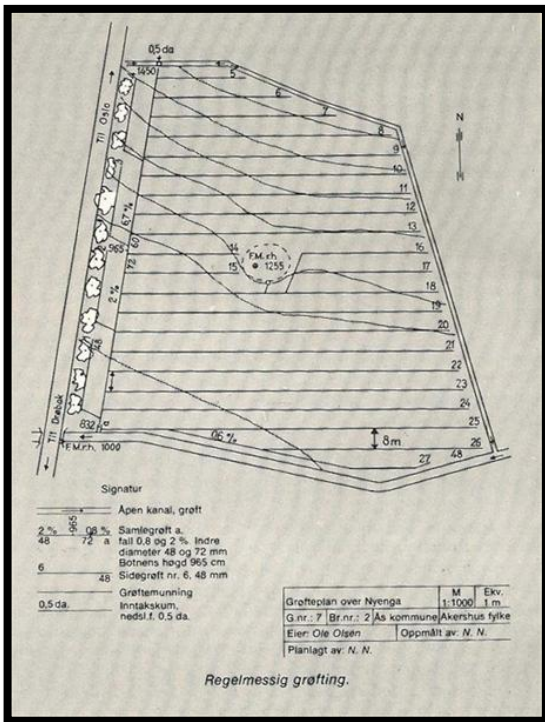 0,5 da
1450
5
6
7
8
9
10
11
12
13
14
15
F.M. r.h.
1255
16
17
18
19
20
21
22
23
24
25
26
27
48
N
Til Oslo
6,7 %
60
965
72
2 %
48
832
a
Til Drøbak
F.M. r.h. 1000
0,6 %
8m
Signatur
Åpen kanal, grøft
2 % 965 0,8 % Samlegrøft a.
48 72 a fall 0,8 og 2 %. Indre
diameter 48 og 72 mm
Botnens høgd 965 cm
6
48 Sidegrøft nr. 6, 48 mm
Grøftemunning
0,5 da. Inntakskum,
nedsl.f. 0,5 da.
Grøfteplan over Nyenga M 1:1000 Ekv. 1 m
G.nr.: 7 Br.nr.: 2 Ås kommune Akershus fylke
Eier: Ole Olsen Oppmålt av: N. N.
Planlagt av: N. N.
Regelmessig grøfting.